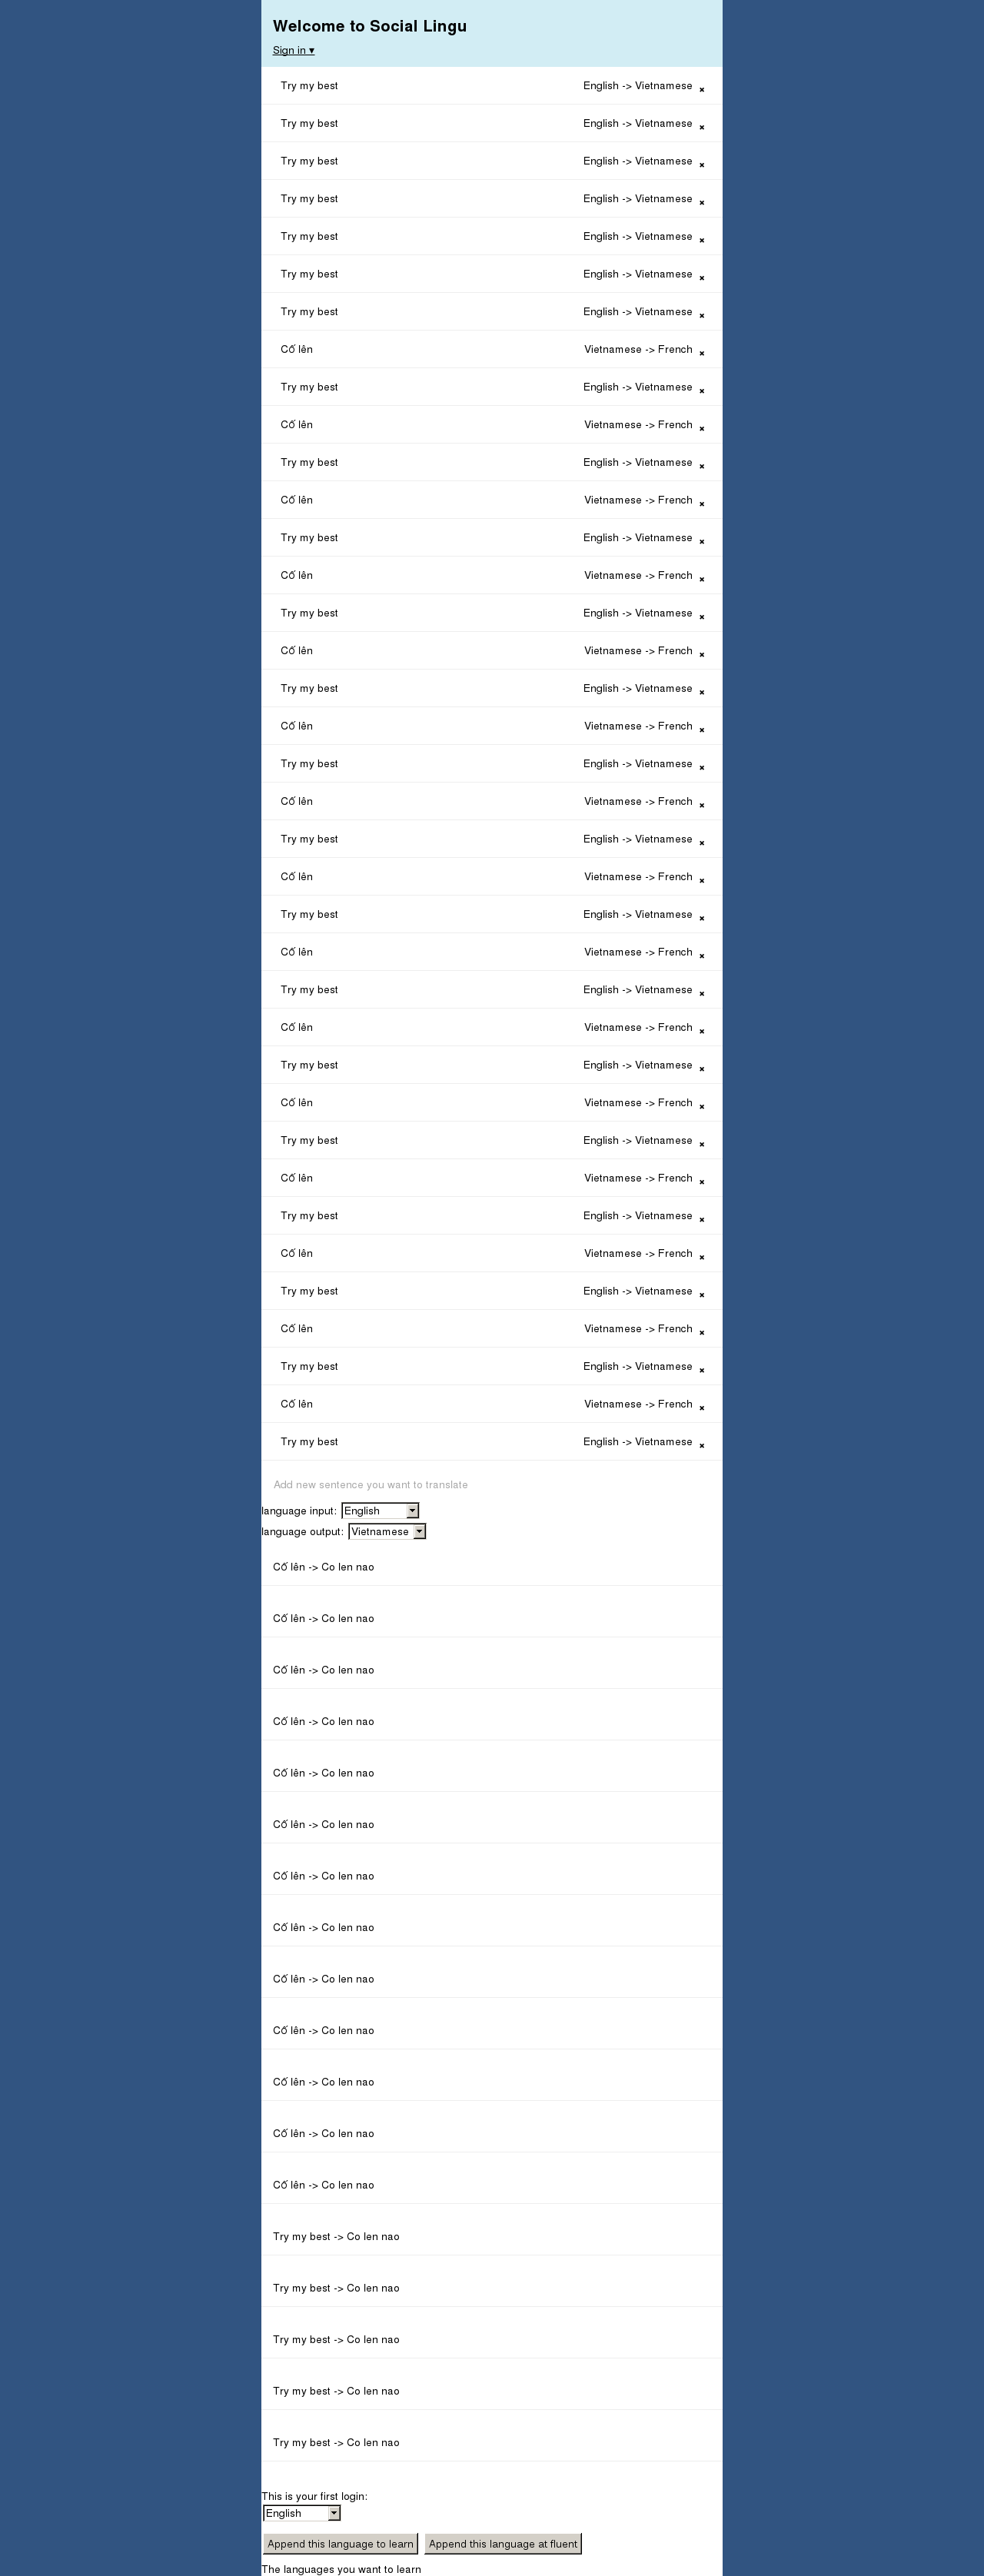 Welcome to Social Lingu
Sign in ▾
Try my best English -> Vietnamese ×
Try my best English -> Vietnamese ×
Try my best English -> Vietnamese ×
Try my best English -> Vietnamese ×
Try my best English -> Vietnamese ×
Try my best English -> Vietnamese ×
Try my best English -> Vietnamese ×
Cố lên Vietnamese -> French ×
Try my best English -> Vietnamese ×
Cố lên Vietnamese -> French ×
Try my best English -> Vietnamese ×
Cố lên Vietnamese -> French ×
Try my best English -> Vietnamese ×
Cố lên Vietnamese -> French ×
Try my best English -> Vietnamese ×
Cố lên Vietnamese -> French ×
Try my best English -> Vietnamese ×
Cố lên Vietnamese -> French ×
Try my best English -> Vietnamese ×
Cố lên Vietnamese -> French ×
Try my best English -> Vietnamese ×
Cố lên Vietnamese -> French ×
Try my best English -> Vietnamese ×
Cố lên Vietnamese -> French ×
Try my best English -> Vietnamese ×
Cố lên Vietnamese -> French ×
Try my best English -> Vietnamese ×
Cố lên Vietnamese -> French ×
Try my best English -> Vietnamese ×
Cố lên Vietnamese -> French ×
Try my best English -> Vietnamese ×
Cố lên Vietnamese -> French ×
Try my best English -> Vietnamese ×
Cố lên Vietnamese -> French ×
Try my best English -> Vietnamese ×
Cố lên Vietnamese -> French ×
Try my best English -> Vietnamese ×
Add new sentence you want to translate
language input: English
language output: Vietnamese
Cố lên -> Co len nao
Cố lên -> Co len nao
Cố lên -> Co len nao
Cố lên -> Co len nao
Cố lên -> Co len nao
Cố lên -> Co len nao
Cố lên -> Co len nao
Cố lên -> Co len nao
Cố lên -> Co len nao
Cố lên -> Co len nao
Cố lên -> Co len nao
Cố lên -> Co len nao
Cố lên -> Co len nao
Try my best -> Co len nao
Try my best -> Co len nao
Try my best -> Co len nao
Try my best -> Co len nao
Try my best -> Co len nao
This is your first login:
English
Append this language to learn Append this language at fluent
The languages you want to learn